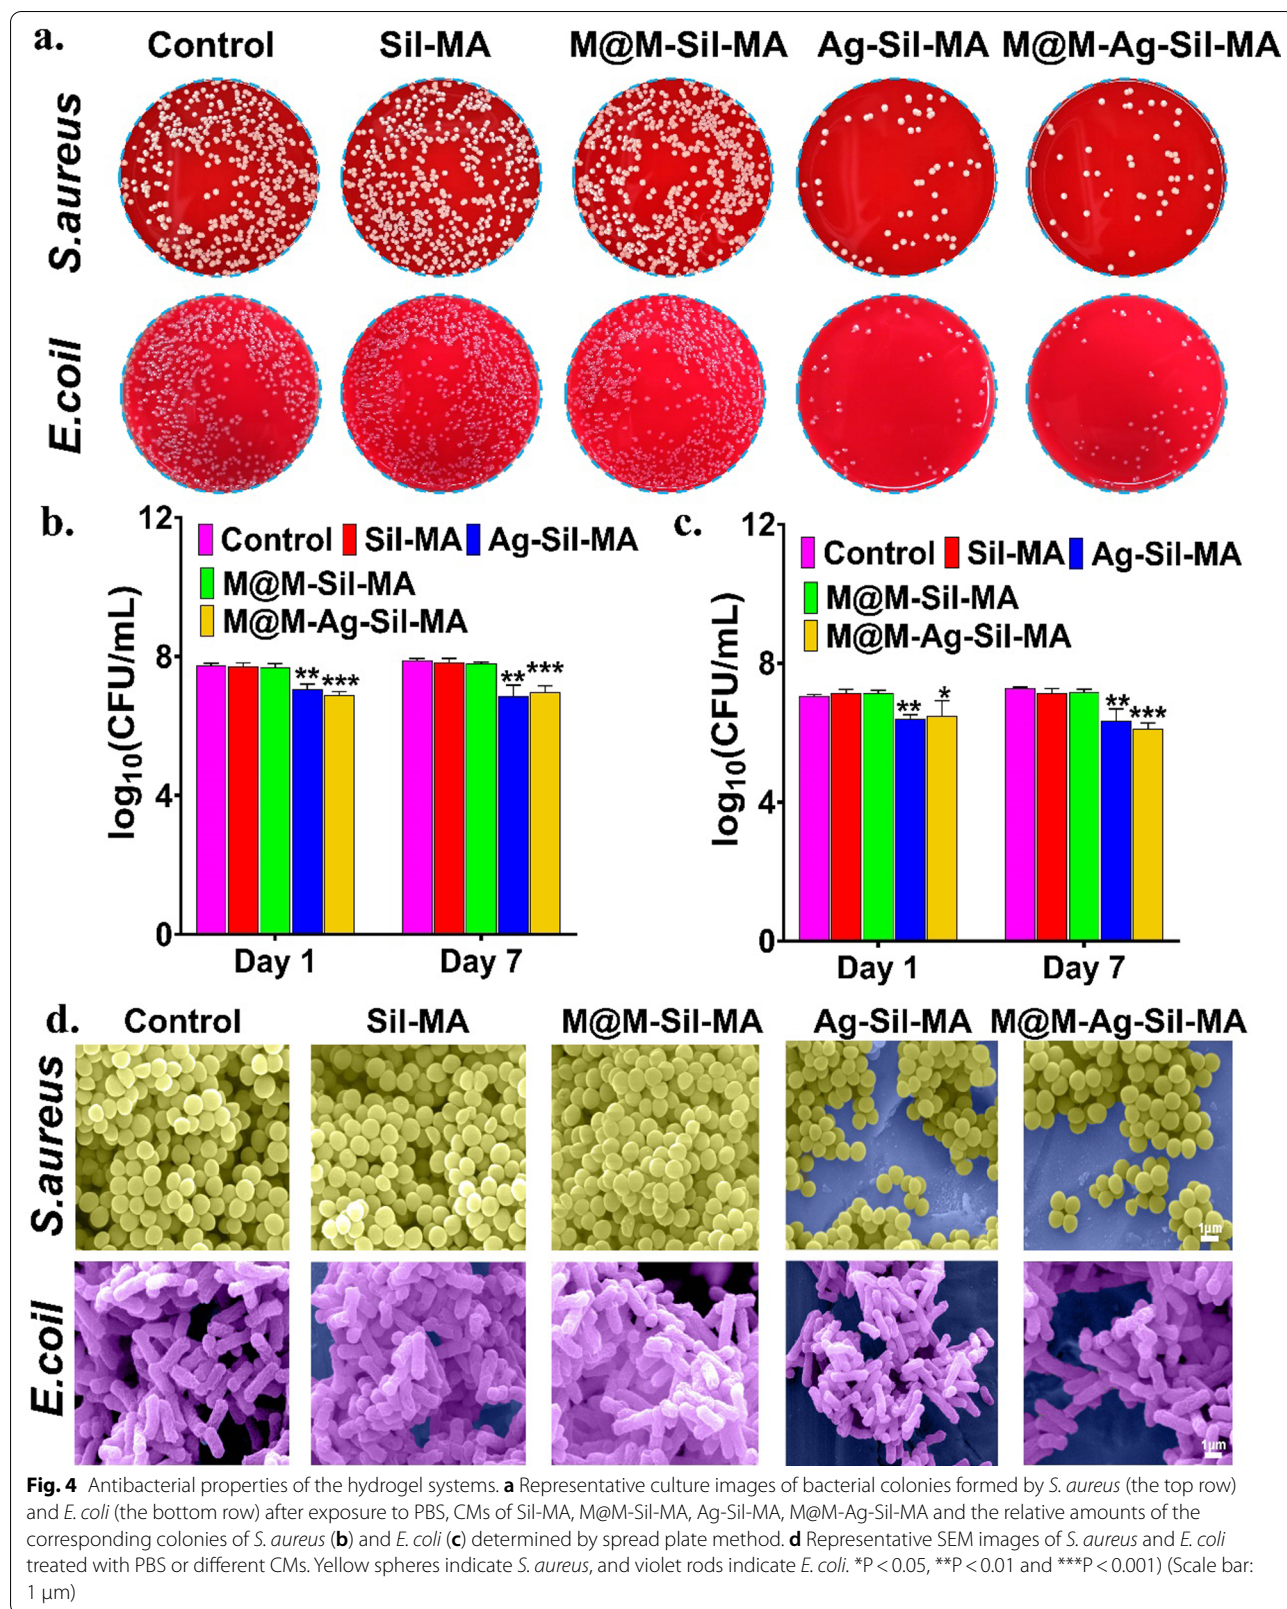 a.
Control Sil-MA M@M-Sil-MA Ag-Sil-MA M@M-Ag-Sil-MA
S.aureus
E.coil
b.
12
Control Sil-MA Ag-Sil-MA
M@M-Sil-MA
M@M-Ag-Sil-MA
8
** *** ** ***
4
0
log10(CFU/mL)
Day 1 Day 7
c.
12
Control Sil-MA Ag-Sil-MA
M@M-Sil-MA
M@M-Ag-Sil-MA
8
** * ** ***
4
0
log10(CFU/mL)
Day 1 Day 7
d.
Control Sil-MA M@M-Sil-MA Ag-Sil-MA M@M-Ag-Sil-MA
S.aureus
1μm
E.coil
1μm
Fig. 4 Antibacterial properties of the hydrogel systems. a Representative culture images of bacterial colonies formed by S. aureus (the top row)
and E. coli (the bottom row) after exposure to PBS, CMs of Sil-MA, M@M-Sil-MA, Ag-Sil-MA, M@M-Ag-Sil-MA and the relative amounts of the
corresponding colonies of S. aureus (b) and E. coli (c) determined by spread plate method. d Representative SEM images of S. aureus and E. coli
treated with PBS or different CMs. Yellow spheres indicate S. aureus, and violet rods indicate E. coli. *P < 0.05, **P < 0.01 and ***P < 0.001) (Scale bar:
1 μm)